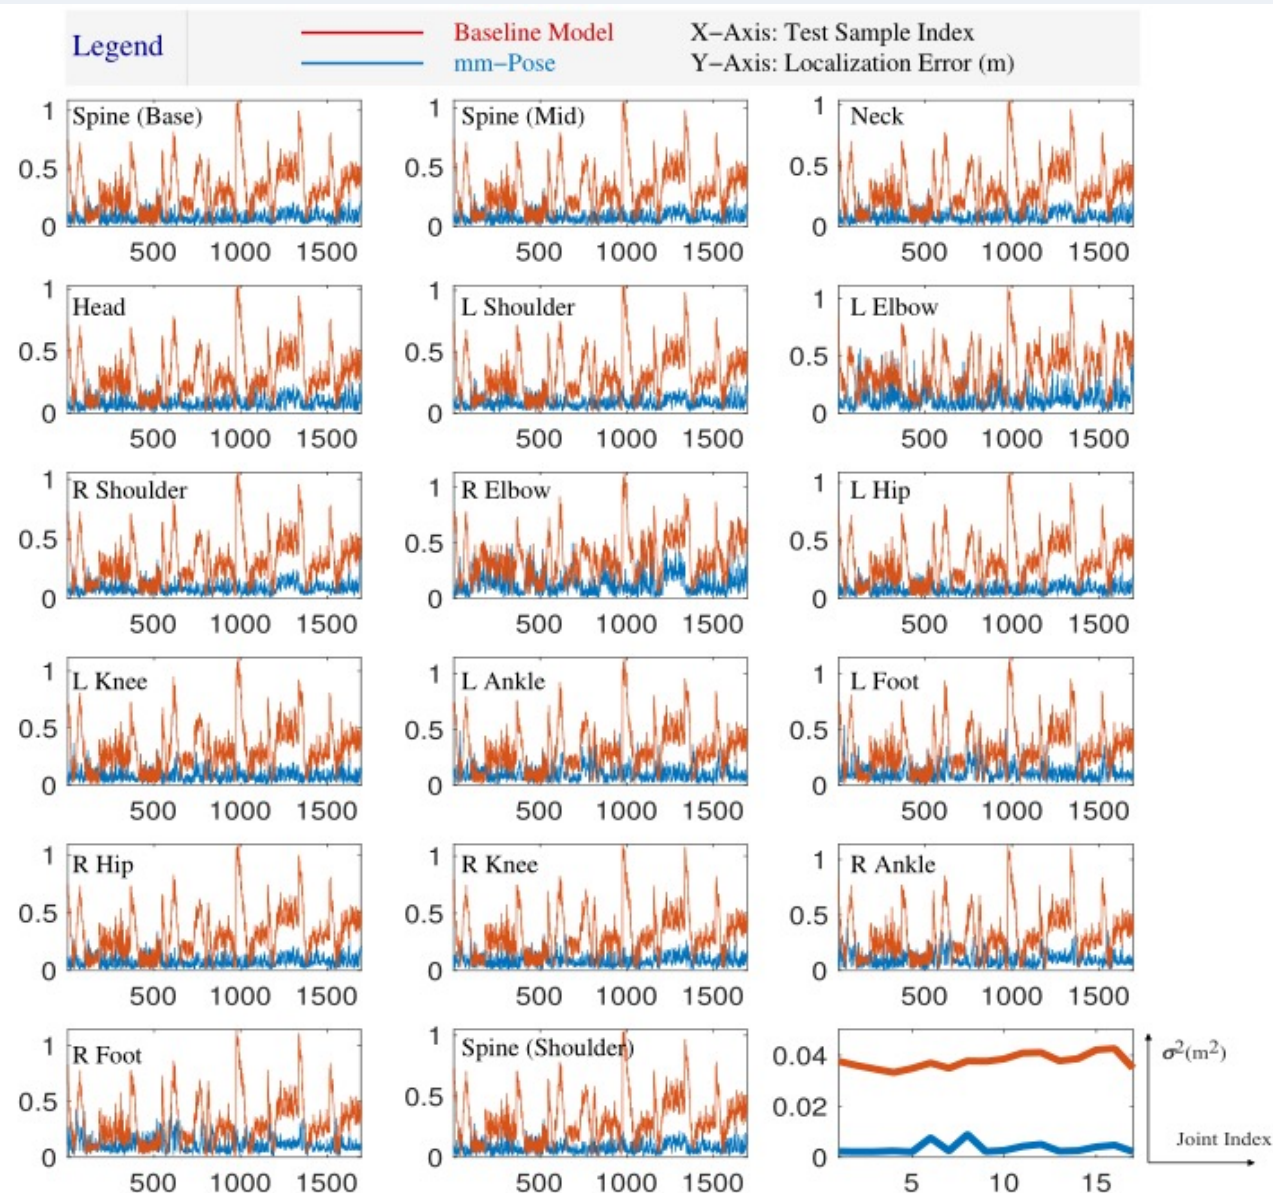 Legend
Baseline Model
X−Axis: Test Sample Index
mm−Pose
Y−Axis: Localization Error (m)
1
0.5
0
Spine (Base)
500 1000 1500
1
0.5
0
Spine (Mid)
500 1000 1500
1
0.5
0
Neck
500 1000 1500
1
0.5
0
Head
500 1000 1500
1
0.5
0
L Shoulder
500 1000 1500
1
0.5
0
L Elbow
500 1000 1500
1
0.5
0
R Shoulder
500 1000 1500
1
0.5
0
R Elbow
500 1000 1500
1
0.5
0
L Hip
500 1000 1500
1
0.5
0
L Knee
500 1000 1500
1
0.5
0
L Ankle
500 1000 1500
1
0.5
0
L Foot
500 1000 1500
1
0.5
0
R Hip
500 1000 1500
1
0.5
0
R Knee
500 1000 1500
1
0.5
0
R Ankle
500 1000 1500
1
0.5
0
R Foot
500 1000 1500
1
0.5
0
Spine (Shoulder)
500 1000 1500
0.04
0.02
0
5 10 15
σ²(m²)
Joint Index